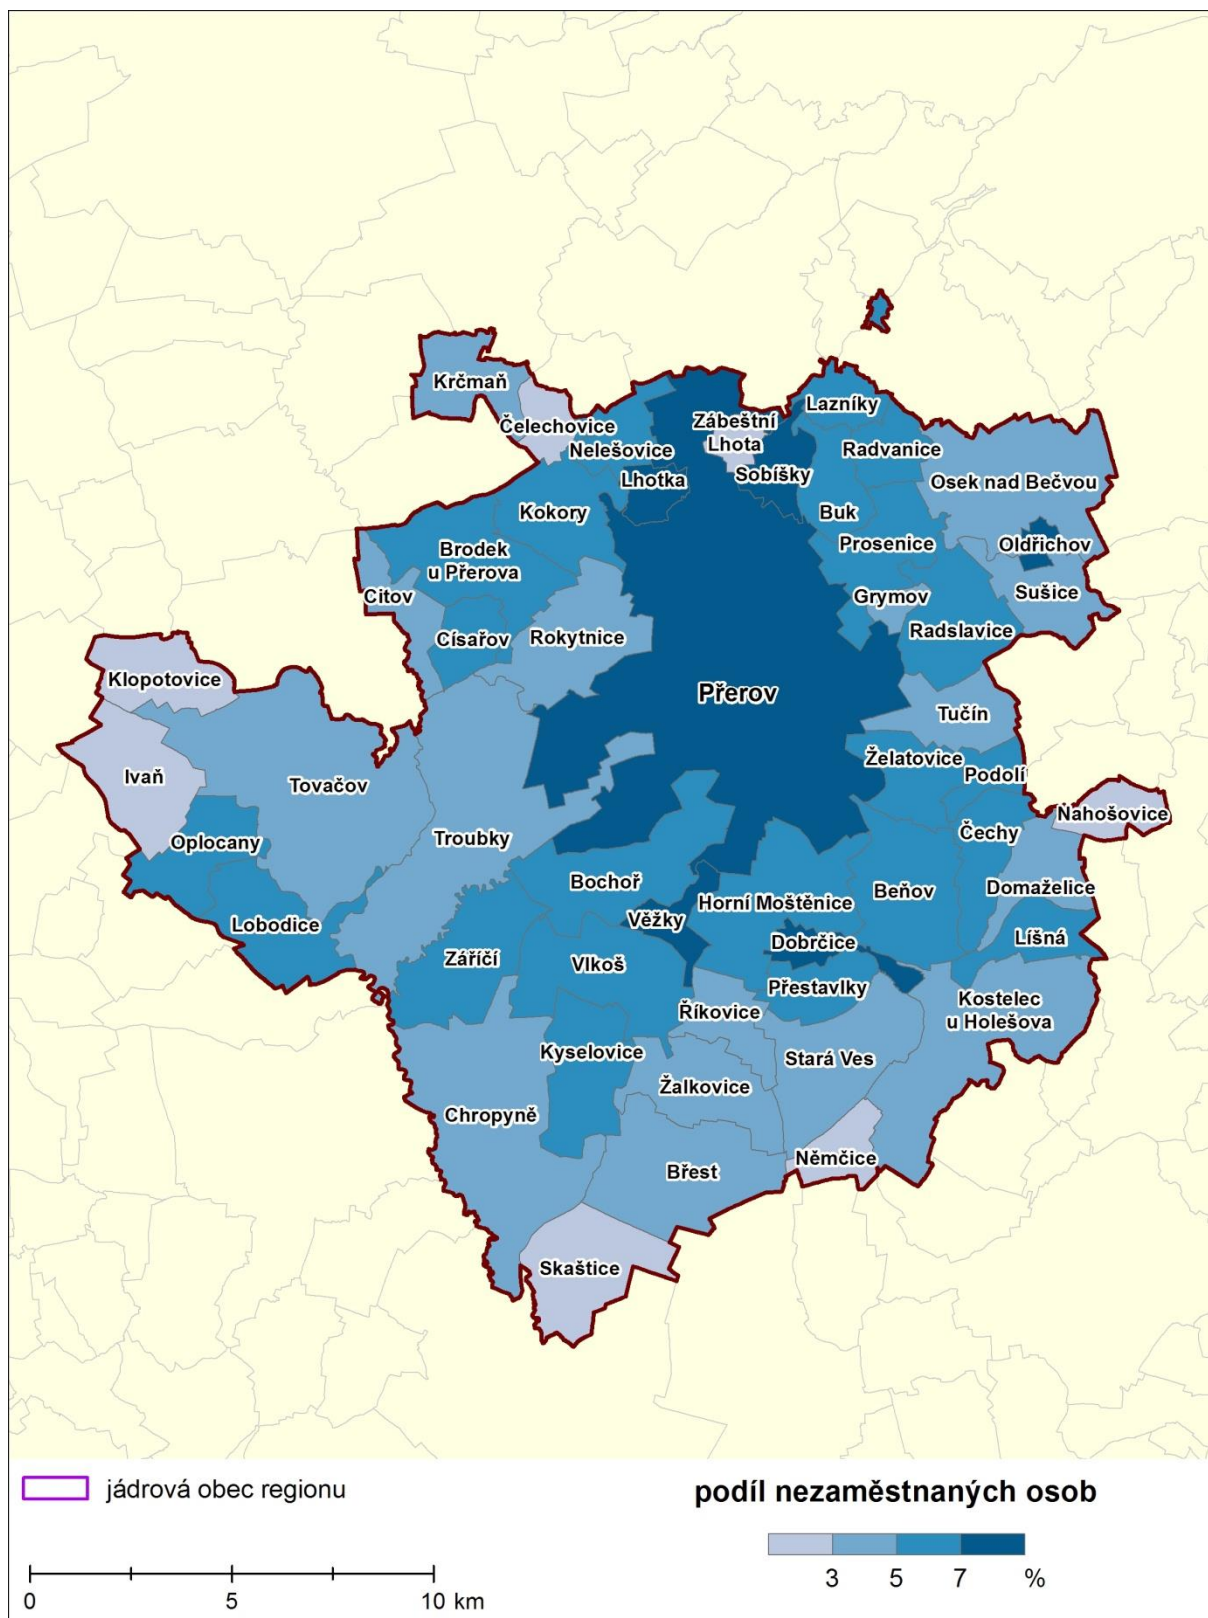 Krčmaň
Čelechovice
Nelešovice
Zábeštní
Lhota
Lazníky
Radvanice
Sobíšky
Lhotka
Osek nad Bečvou
Kokory
Buk
Brodek
u Přerova
Prosenice
Oldřichov
Citov
Grymov
Sušice
Císařov
Rokytnice
Radslavice
Klopotovice
Přerov
Tučín
Ivaň
Tovačov
Želatovice
Podolí
Nahošovice
Oplocany
Troubky
Čechy
Bochoř
Horní Moštěnice
Beňov
Domaželice
Lobodice
Věžky
Dobrčice
Líšná
Záříčí
Vlkoš
Přestavlky
Kostelec
u Holešova
Říkovice
Kyselovice
Stará Ves
Žalkovice
Chropyně
Němčice
Břest
Skaštice
jádrová obec regionu
podíl nezaměstnaných osob
3 5 7 %
0 5 10 km